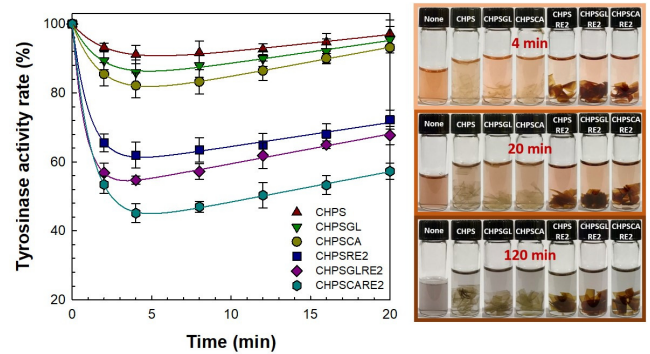 Tyrosinase activity rate (%)
100
80
60
40
20
0
5
10
15
20
Time (min)
CHPS
CHPSGL
CHPSCA
CHPSRE2
CHPSGLRE2
CHPSCARE2
None CHPS CHPSGL CHPSCA CHPS RE2 CHPSGL RE2 CHPSCA RE2
4 min
None CHPS CHPSGL CHPSCA CHPS RE2 CHPSGL RE2 CHPSCA RE2
20 min
None CHPS CHPSGL CHPSCA CHPS RE2 CHPSGL RE2 CHPSCA RE2
120 min